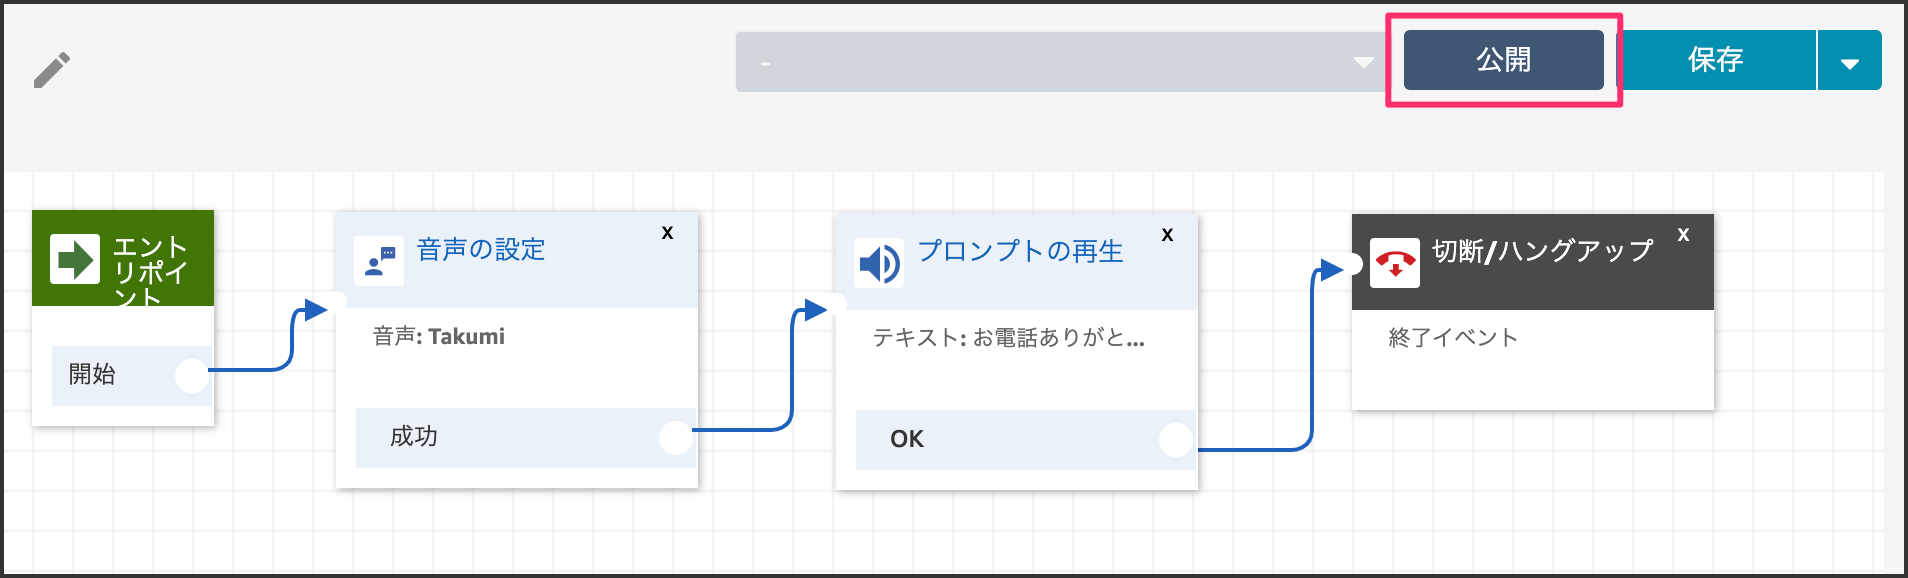 -
公開
保存
エント
リポイ
ント
開始
音声の設定
x
音声: Takumi
成功
プロンプトの再生
x
テキスト: お電話ありがと...
OK
切断/ハングアップ
x
終了イベント